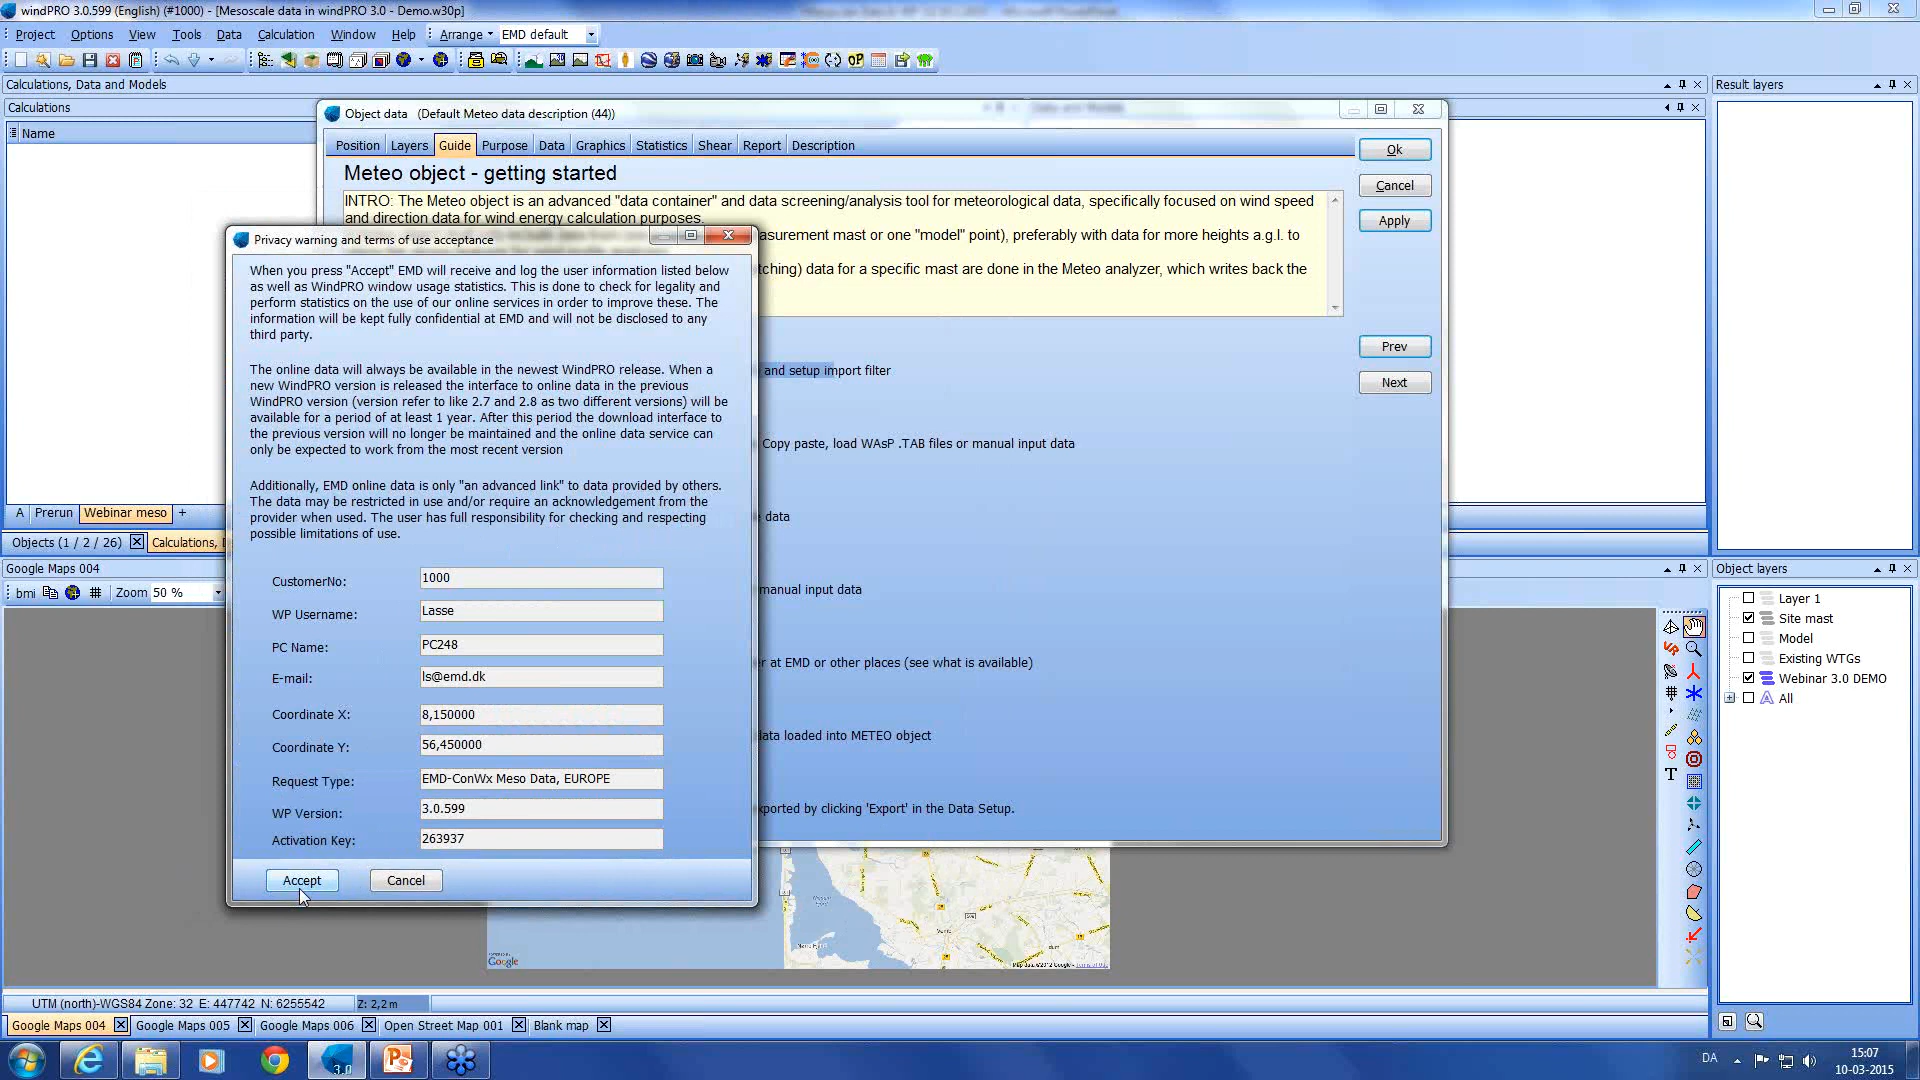 windPRO 3.0.599 (English) (#1000) - [Mesoscale data in windPRO 3.0 - Demo.w30p]
Project Options View Tools Data Calculation Window Help Arrange EMD default
Calculations, Data and Models
Result layers
Calculations
Name
Object data (Default Meteo data description (44))
Position Layers Guide Purpose Data Graphics Statistics Shear Report Description
Ok
Meteo object - getting started
Cancel
INTRO: The Meteo object is an advanced "data container" and data screening/analysis tool for meteorological data, specifically focused on wind speed
and direction data for wind energy calculation purposes.
Apply
asurement mast or one "model" point), preferably with data for more heights a.g.l. to
tching) data for a specific mast are done in the Meteo analyzer, which writes back the
Prev
and setup import filter
Next
Copy paste, load WAsP .TAB files or manual input data
data
manual input data
er at EMD or other places (see what is available)
data loaded into METEO object
xported by clicking 'Export' in the Data Setup.
Privacy warning and terms of use acceptance
When you press "Accept" EMD will receive and log the user information listed below
as well as WindPRO window usage statistics. This is done to check for legality and
perform statistics on the use of our online services in order to improve these. The
information will be kept fully confidential at EMD and will not be disclosed to any
third party.
The online data will always be available in the newest WindPRO release. When a
new WindPRO version is released the interface to online data in the previous
WindPRO version (version refer to like 2.7 and 2.8 as two different versions) will be
available for a period of at least 1 year. After this period the download interface to
the previous version will no longer be maintained and the online data service can
only be expected to work from the most recent version
Additionally, EMD online data is only "an advanced link" to data provided by others.
The data may be restricted in use and/or require an acknowledgement from the
provider when used. The user has full responsibility for checking and respecting
possible limitations of use.
CustomerNo: 1000
WP Username: Lasse
PC Name: PC248
E-mail: ls@emd.dk
Coordinate X: 8,150000
Coordinate Y: 56,450000
Request Type: EMD-ConWx Meso Data, EUROPE
WP Version: 3.0.599
Activation Key: 263937
Accept Cancel
A Prerun Webinar meso +
Objects (1 / 2 / 26) Calculations,
Google Maps 004
bmi Zoom 50 %
Object layers
Layer 1
Site mast
Model
Existing WTGs
Webinar 3.0 DEMO
All
T
Google
UTM (north)-WGS84 Zone: 32 E: 447742 N: 6255542 Z: 2,2 m
Google Maps 004 Google Maps 005 Google Maps 006 Open Street Map 001 Blank map
3.0
DA
15:07
10-03-2015